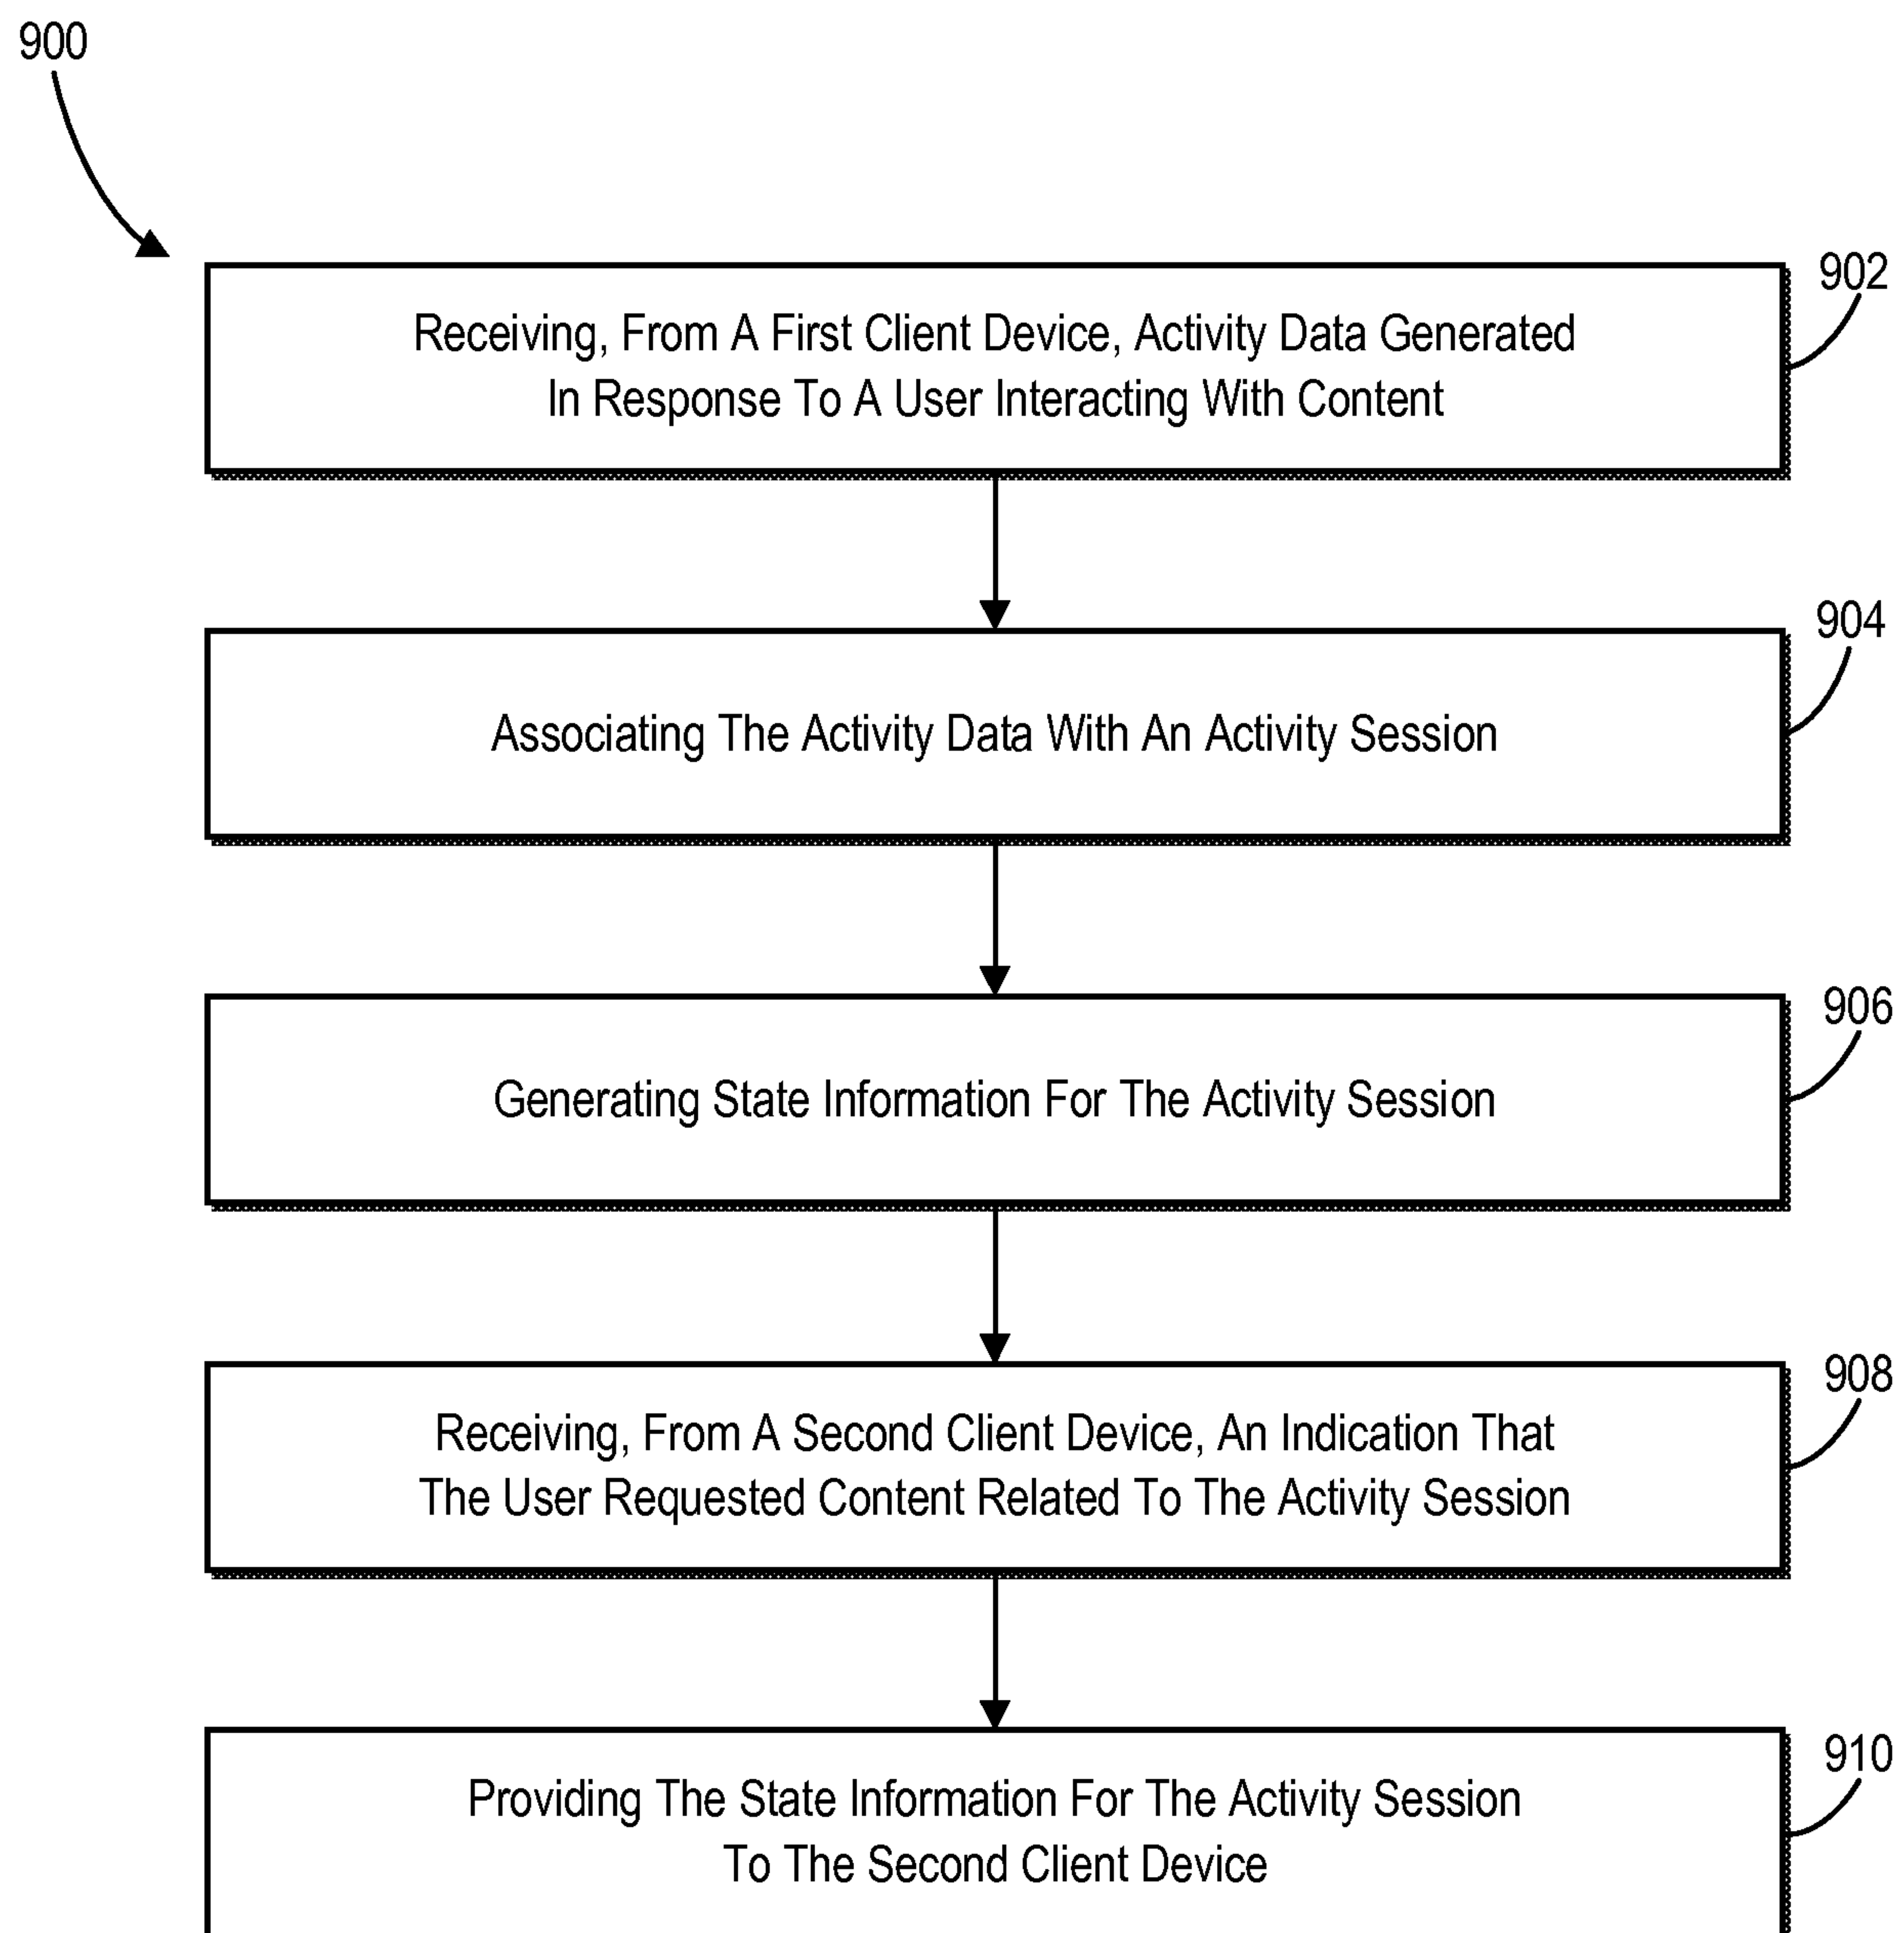 900
902
Receiving, From A First Client Device, Activity Data Generated
In Response To A User Interacting With Content
904
Associating The Activity Data With An Activity Session
906
Generating State Information For The Activity Session
908
Receiving, From A Second Client Device, An Indication That
The User Requested Content Related To The Activity Session
910
Providing The State Information For The Activity Session
To The Second Client Device